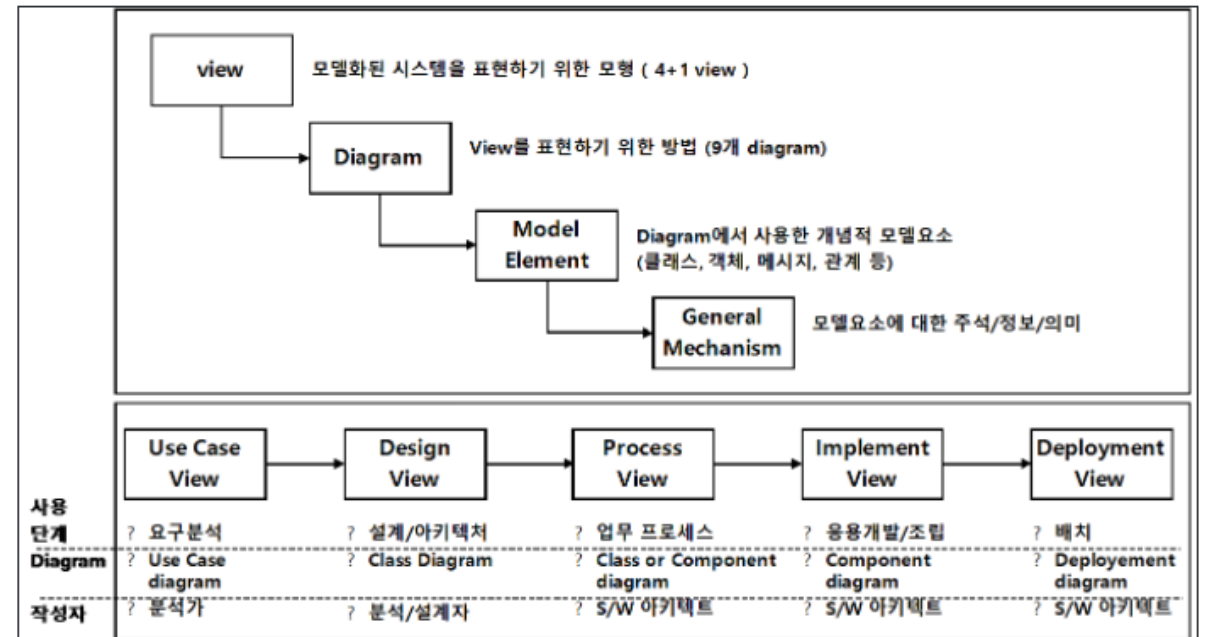 view
모델화된 시스템을 표현하기 위한 모형 ( 4+1 view )
Diagram
View를 표현하기 위한 방법 (9개 diagram)
Model
Element
Diagram에서 사용한 개념적 모델요소
(클래스, 객체, 메시지, 관계 등)
General
Mechanism
모델요소에 대한 주석/정보/의미
Use Case
View
Design
View
Process
View
Implement
View
Deployment
View
사용
단계
? 요구분석
? 설계/아키텍처
? 업무 프로세스
? 응용개발/조립
? 배치
Diagram
? Use Case
diagram
? Class Diagram
? Class or Component
diagram
? Component
diagram
? Deployement
diagram
작성자
? 분석가
? 분석/설계자
? S/W 아키텍트
? S/W 아키텍트
? S/W 아키텍트